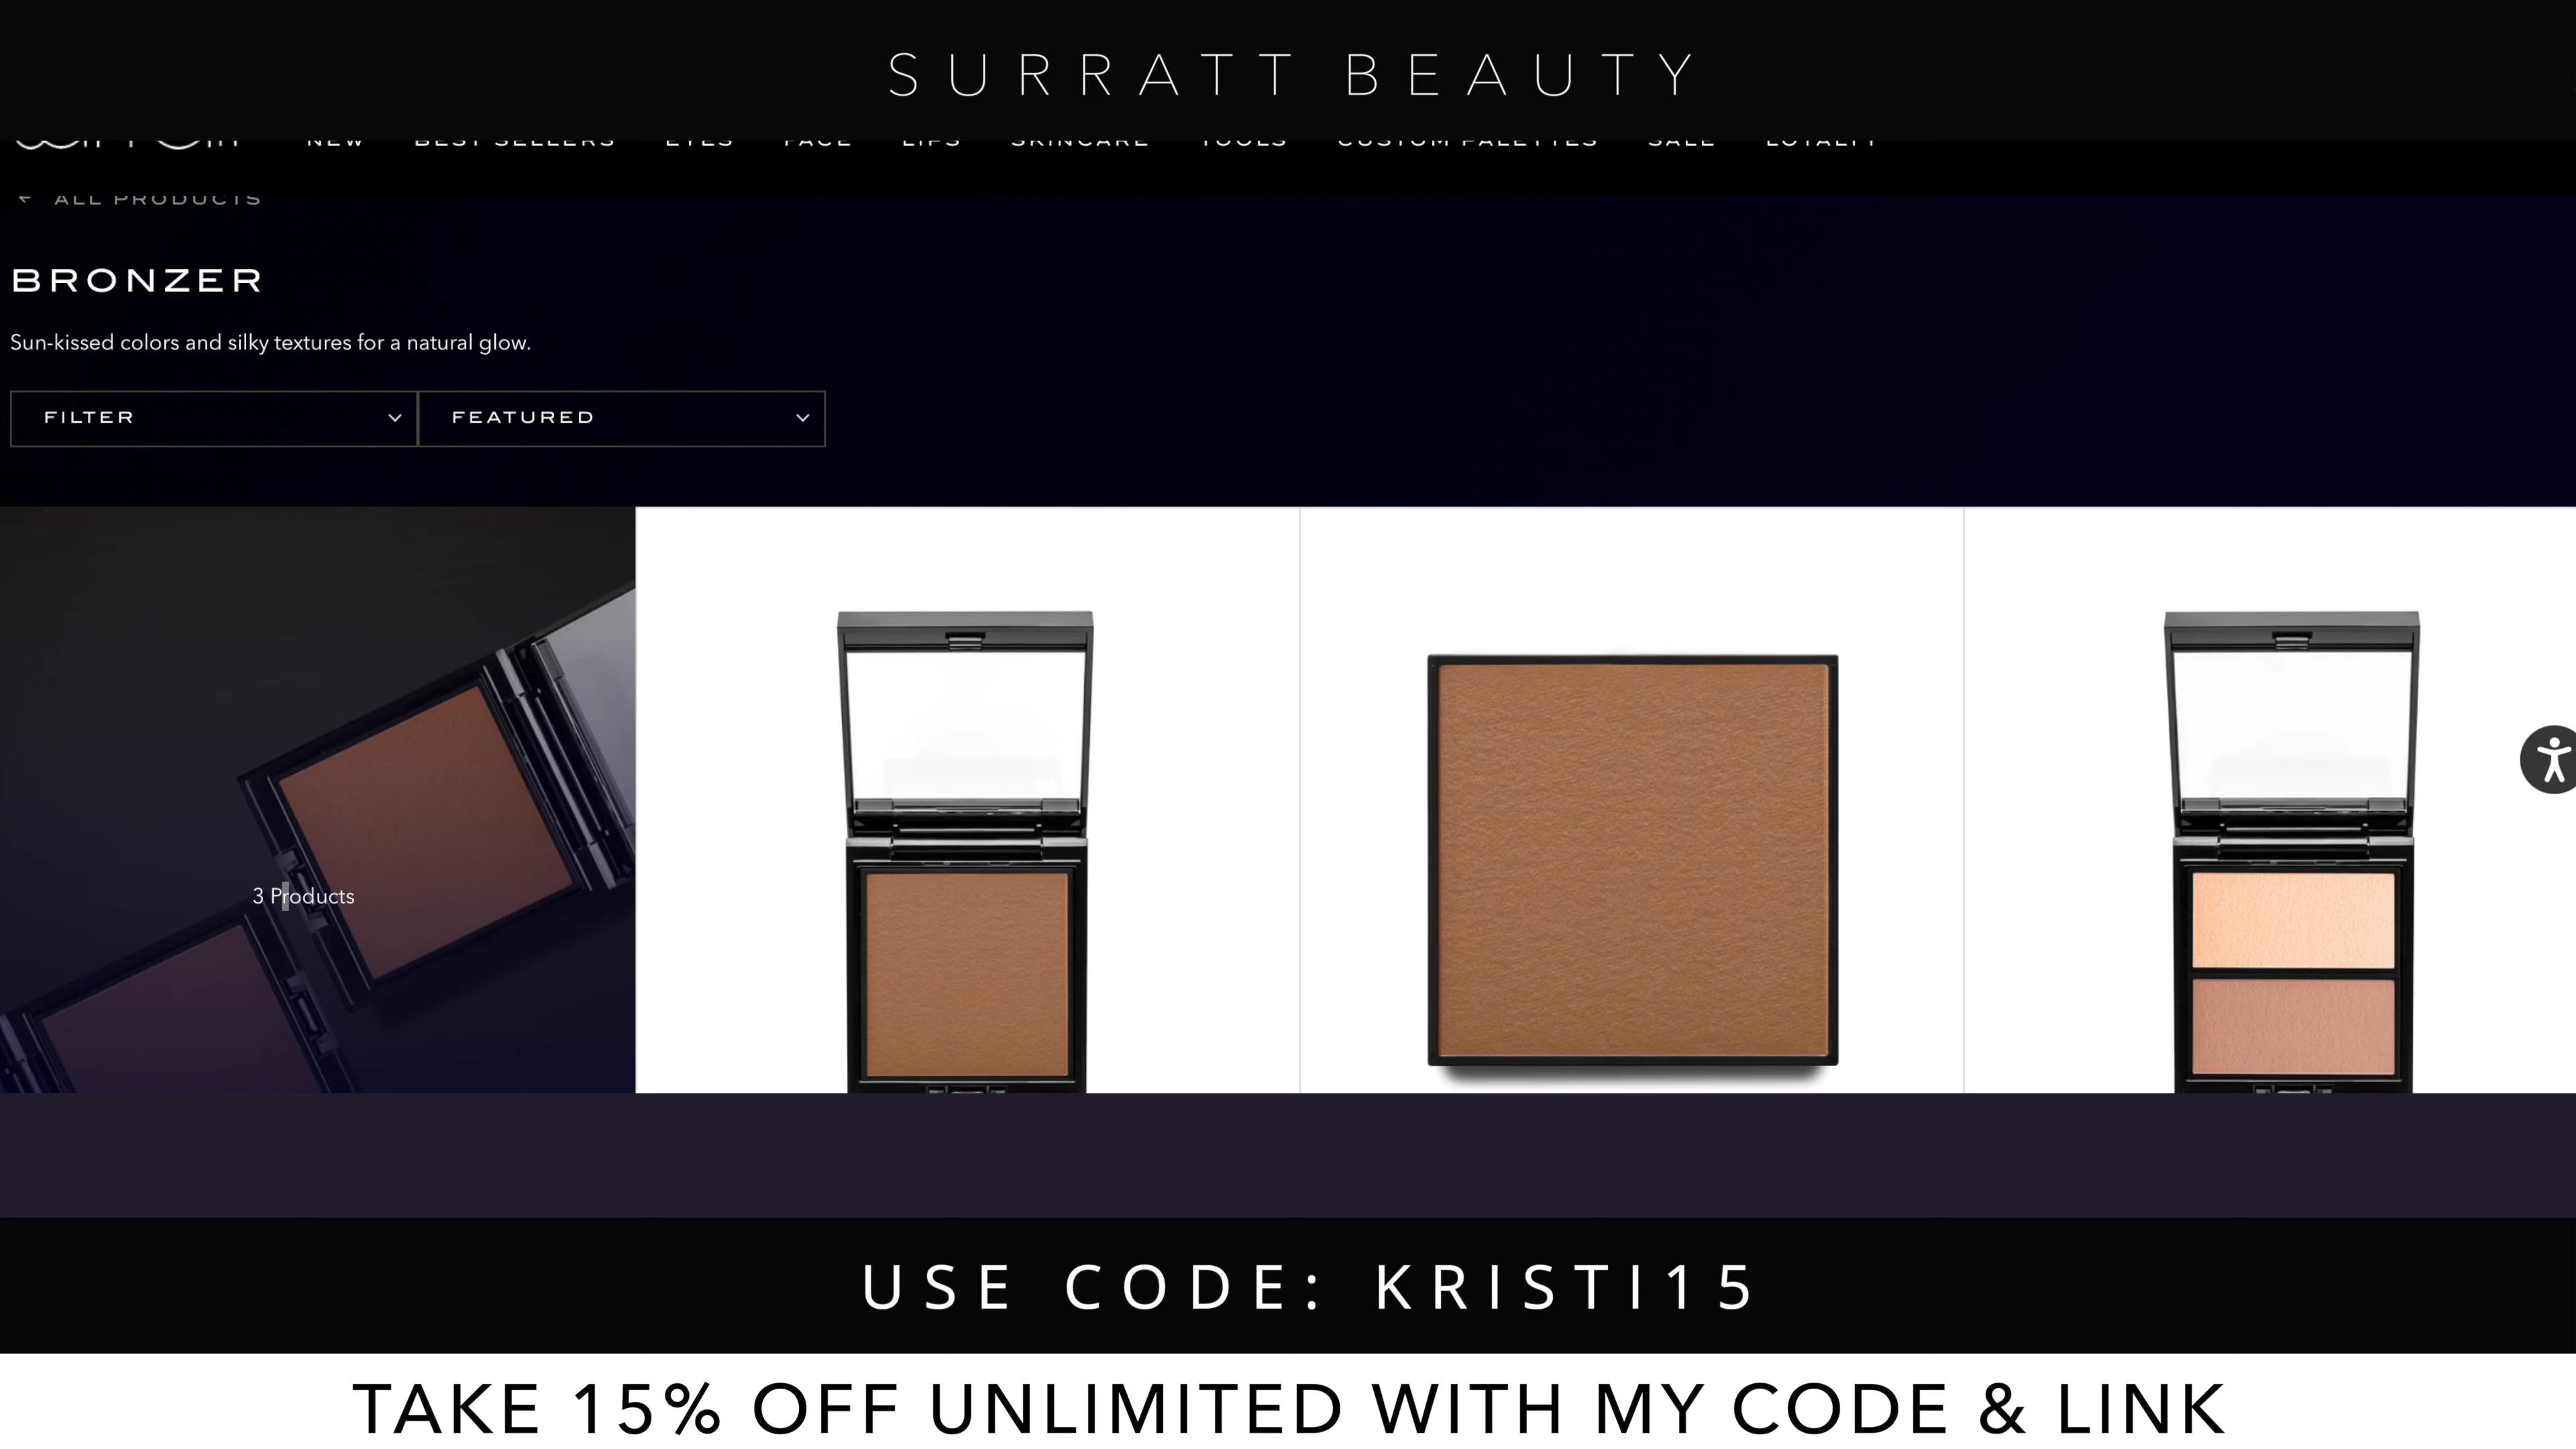 SURRATT BEAUTY
NEW BEST SELLERS EYES FACE LIPS SKINCARE TOOLS CUSTOM PALETTES SALE LOYALTY
← ALL PRODUCTS
BRONZER
Sun-kissed colors and silky textures for a natural glow.
FILTER FEATURED
3 Products
USE CODE: KRISTI15
TAKE 15% OFF UNLIMITED WITH MY CODE & LINK